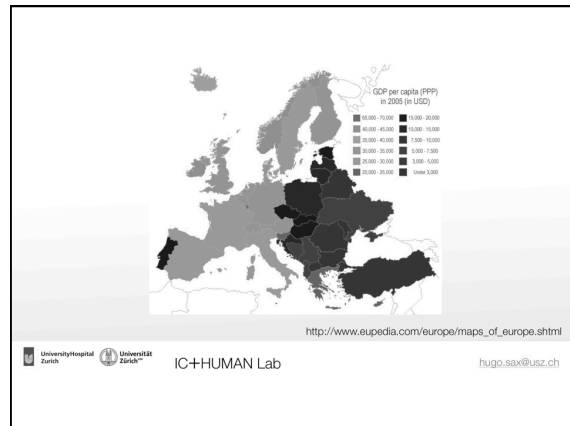 GDP per capita (PPP)
in 2005 (in USD)
65,000 - 70,000
40,000 - 45,000
35,000 - 40,000
30,000 - 35,000
25,000 - 30,000
20,000 - 25,000
15,000 - 20,000
10,000 - 15,000
7,500 - 10,000
5,000 - 7,500
3,000 - 5,000
Under 3,000
http://www.eupedia.com/europe/maps_of_europe.shtml
UniversityHospital
Zurich
Universität
Zürich
IC+HUMAN Lab
hugo.sax@usz.ch